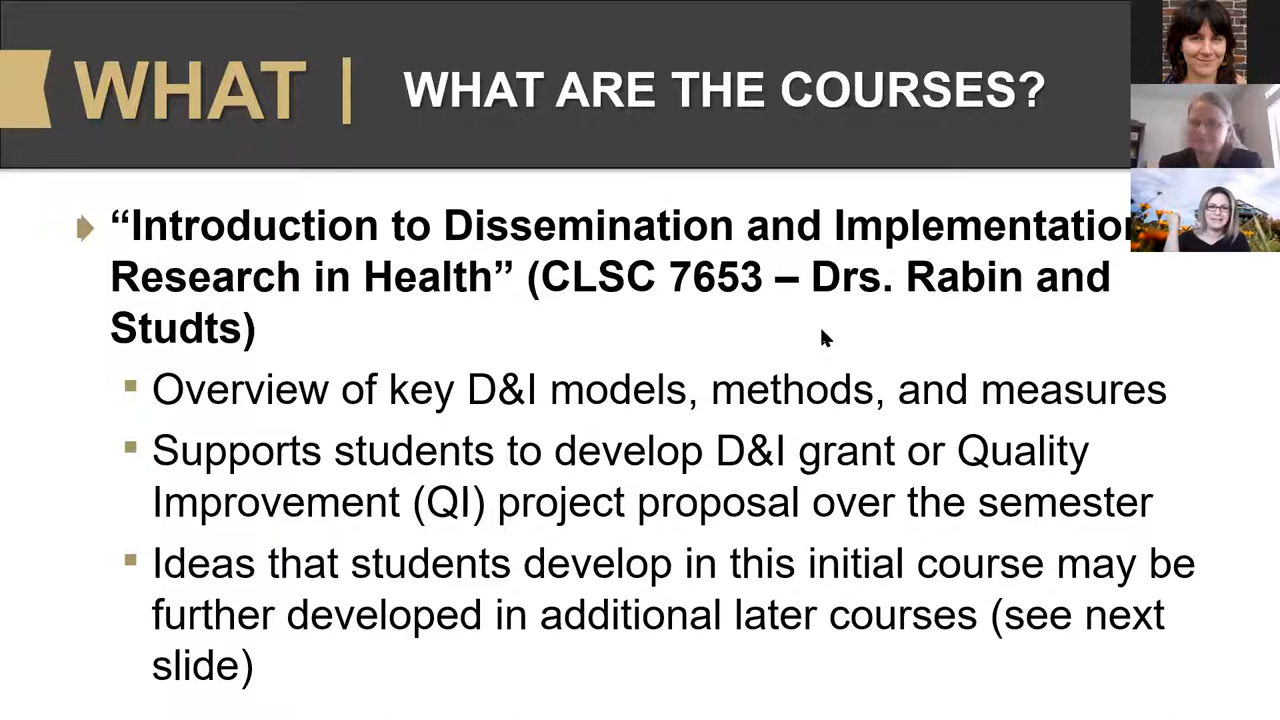 WHAT | WHAT ARE THE COURSES?
“Introduction to Dissemination and Implementation
Research in Health” (CLSC 7653 – Drs. Rabin and
Studts)
Overview of key D&I models, methods, and measures
Supports students to develop D&I grant or Quality
Improvement (QI) project proposal over the semester
Ideas that students develop in this initial course may be
further developed in additional later courses (see next
slide)